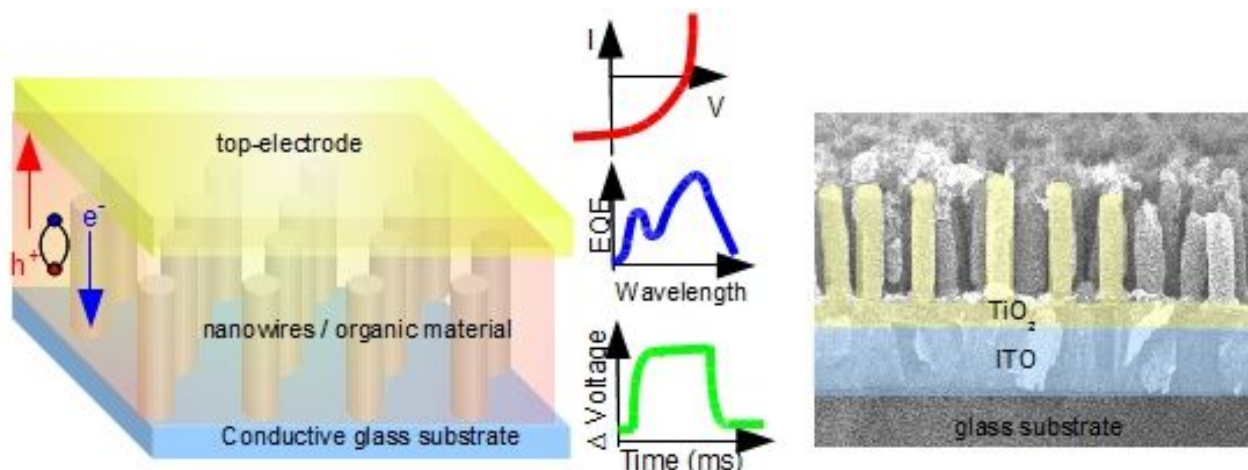 top-electrode
h⁺
e⁻
nanowires / organic material
Conductive glass substrate
I
V
EQE
Wavelength
Δ Voltage
Time (ms)
TiO₂
ITO
glass substrate